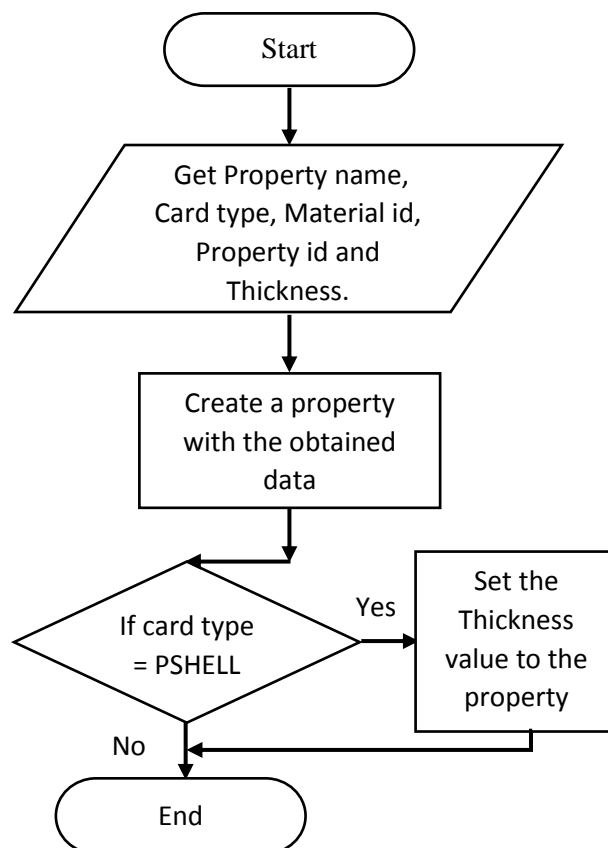 Start
Get Property name,
Card type, Material id,
Property id and
Thickness.
Create a property
with the obtained
data
If card type
= PSHELL
Yes
Set the
Thickness
value to the
property
No
End